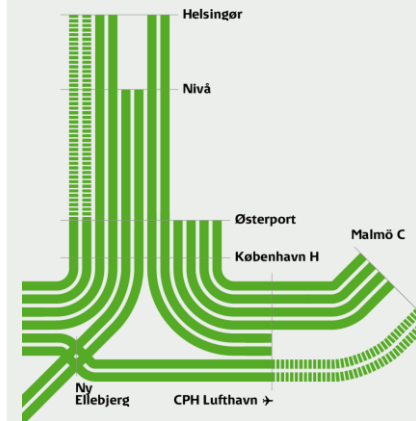 Helsingør
Nivå
Østerport
Malmö C
København H
Ny
Ellebjerg
CPH Lufthavn